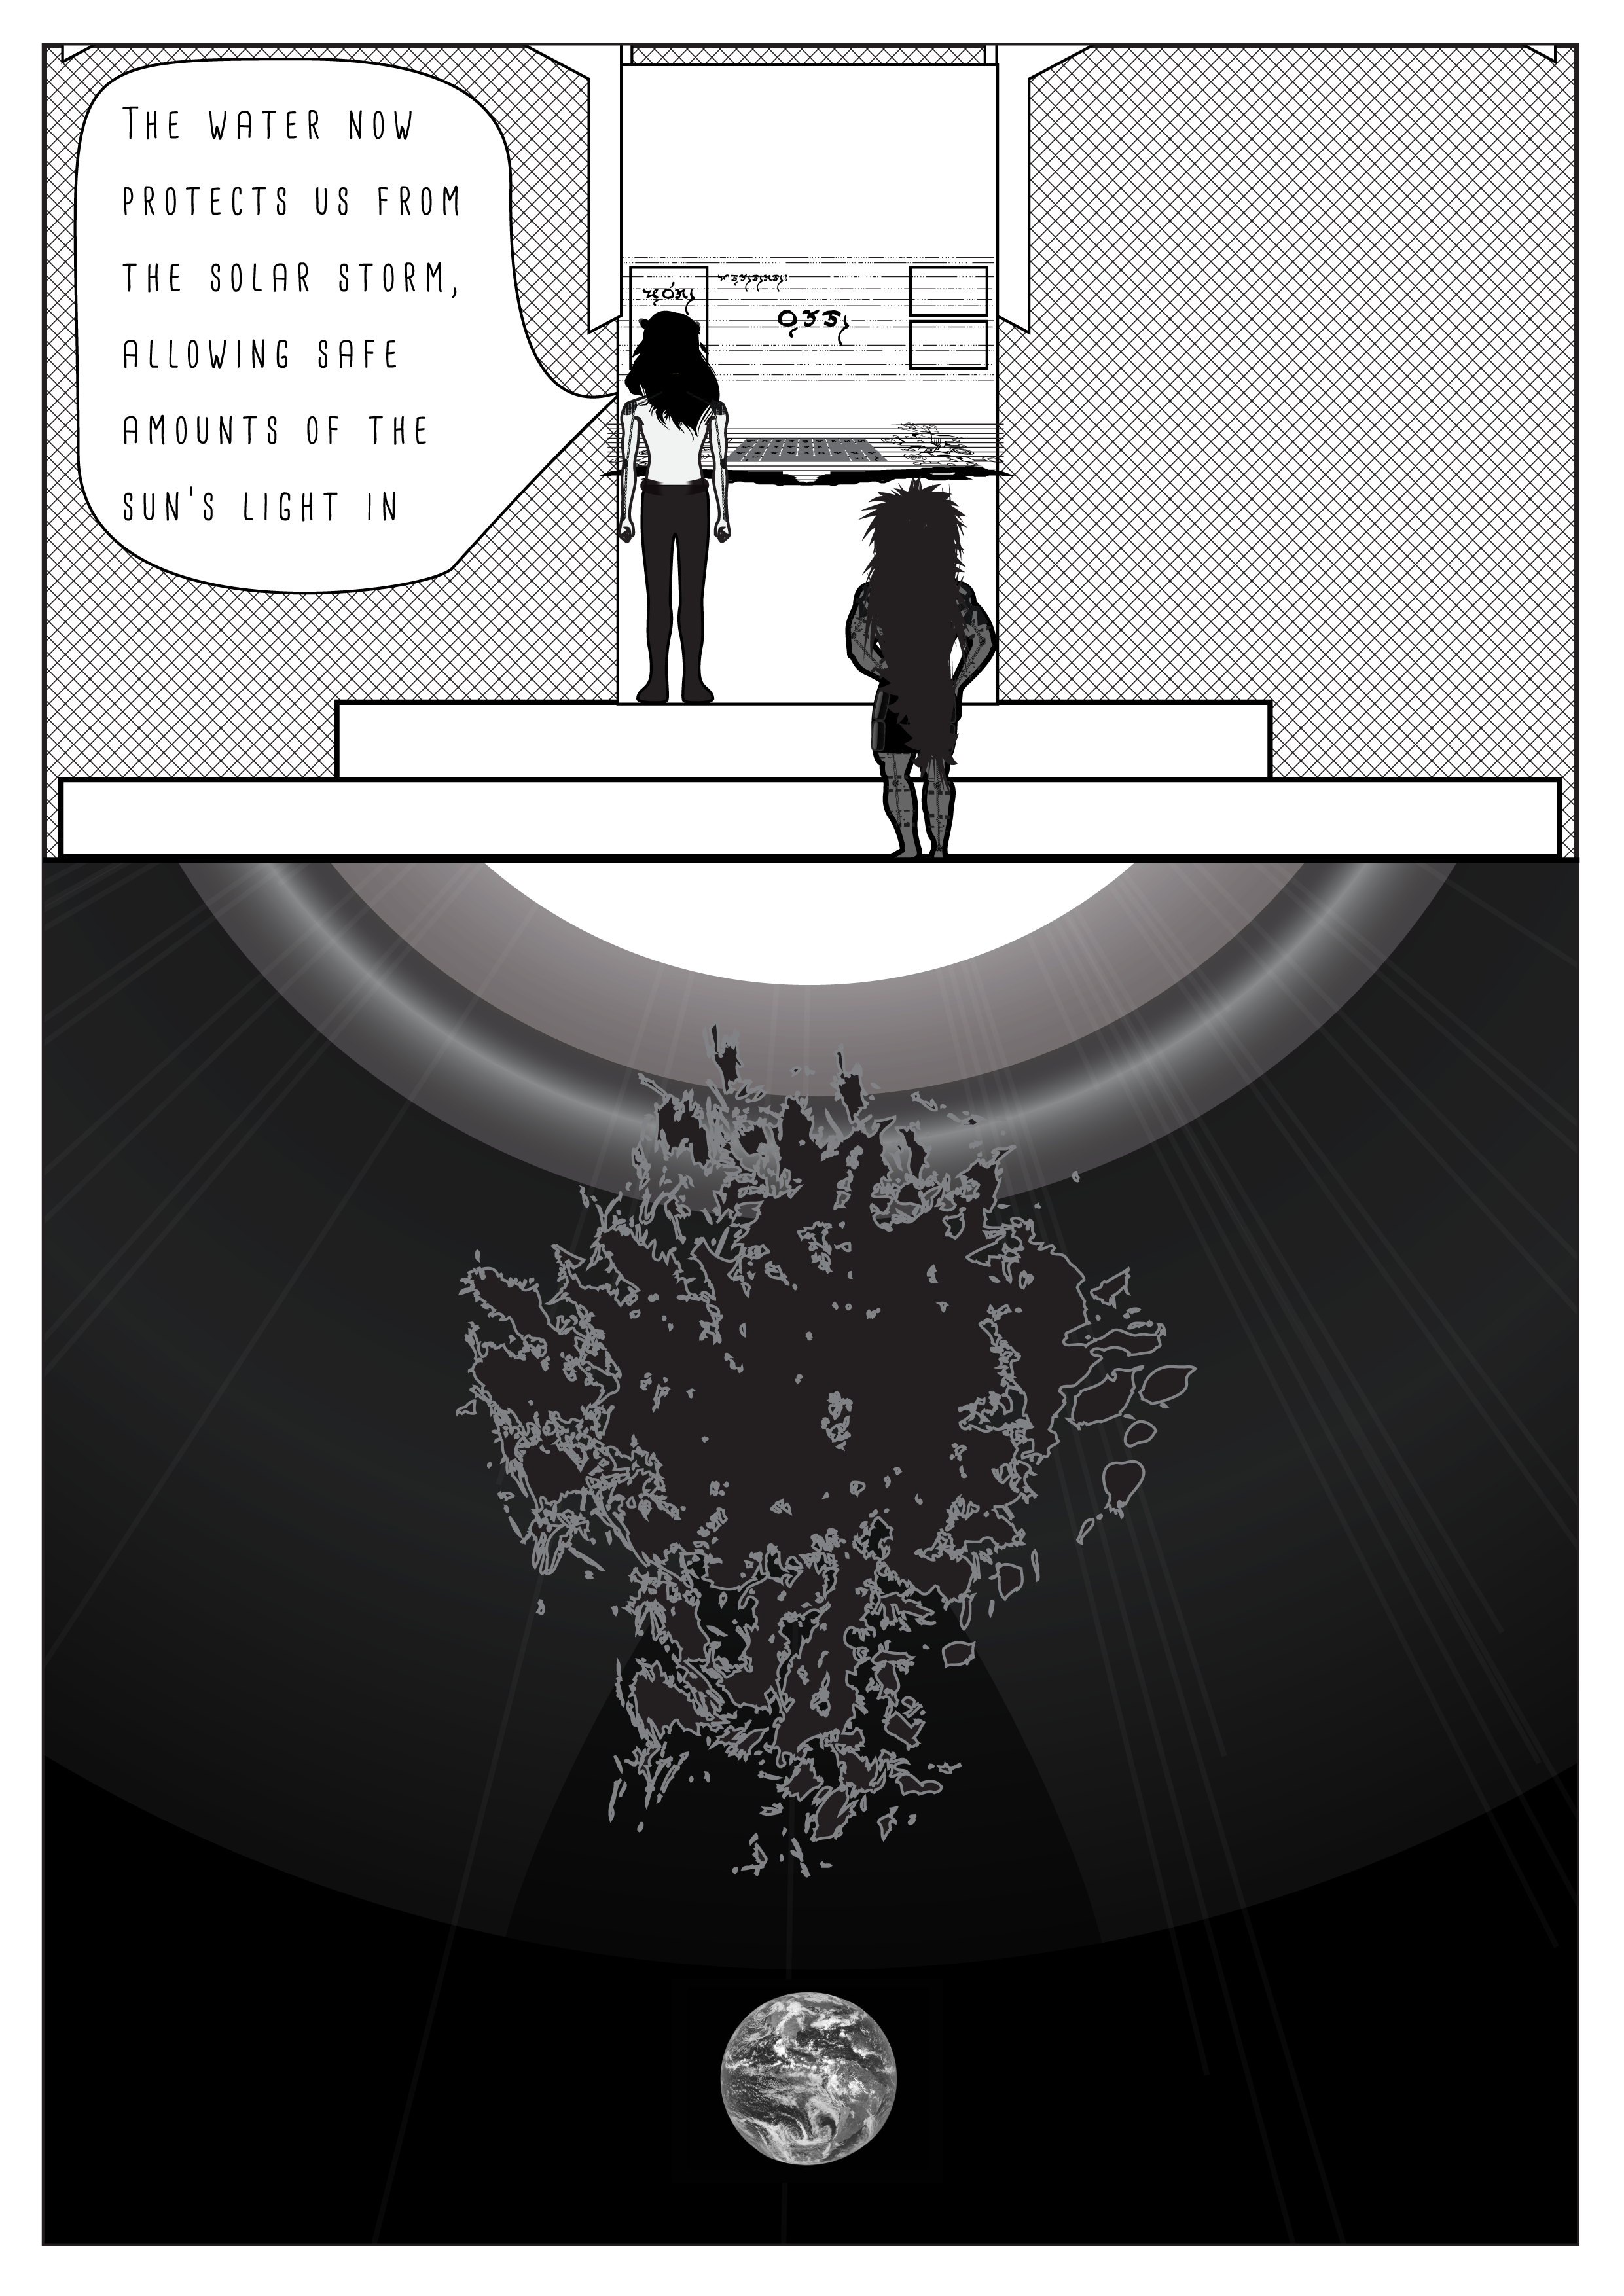 The water now
protects us from
the solar storm,
allowing safe
amounts of the
sun's light in